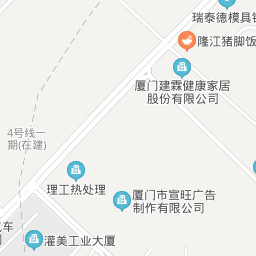 瑞泰德模具
隆江猪脚饭
厦门建霖健康家居
股份有限公司
4号线一
期(在建)
理工热处理
厦门市宣旺广告
制作有限公司
灌美工业大厦